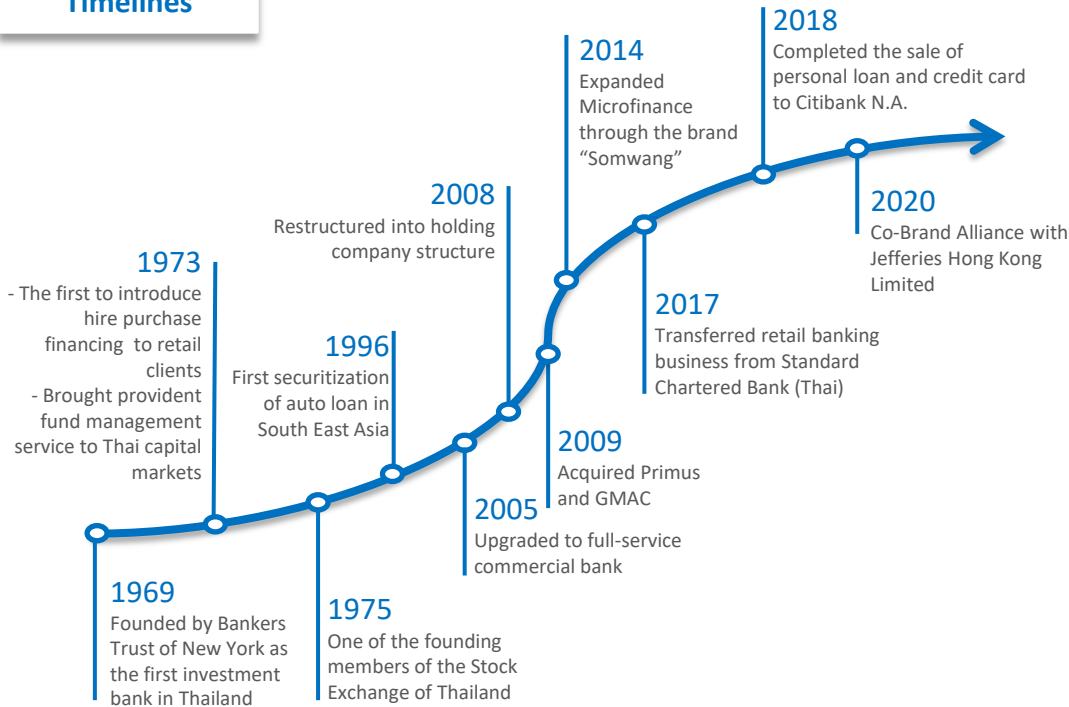 Timelines
1969
Founded by Bankers
Trust of New York as
the first investment
bank in Thailand
1973
- The first to introduce
hire purchase
financing to retail
clients
- Brought provident
fund management
service to Thai capital
markets
1975
One of the founding
members of the Stock
Exchange of Thailand
1996
First securitization
of auto loan in
South East Asia
2005
Upgraded to full-service
commercial bank
2008
Restructured into holding
company structure
2009
Acquired Primus
and GMAC
2014
Expanded
Microfinance
through the brand
“Somwang”
2017
Transferred retail banking
business from Standard
Chartered Bank (Thai)
2018
Completed the sale of
personal loan and credit card
to Citibank N.A.
2020
Co-Brand Alliance with
Jefferies Hong Kong
Limited